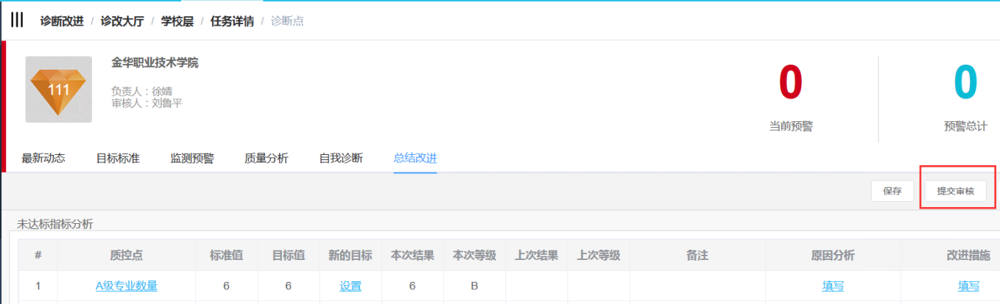 诊断改进 / 诊改大厅 / 学校层 / 任务详情 / 诊断点
111
金华职业技术学院
负责人：徐婧
审核人：刘鲁平
0
当前预警
0
预警总计
最新动态 目标标准 监测预警 质量分析 自我诊断 总结改进
保存 提交审核
未达标指标分析
# 质控点 标准值 目标值 新的目标 本次结果 本次等级 上次结果 上次等级 备注 原因分析 改进措施
1 A级专业数量 6 6 设置 6 B 填写 填写